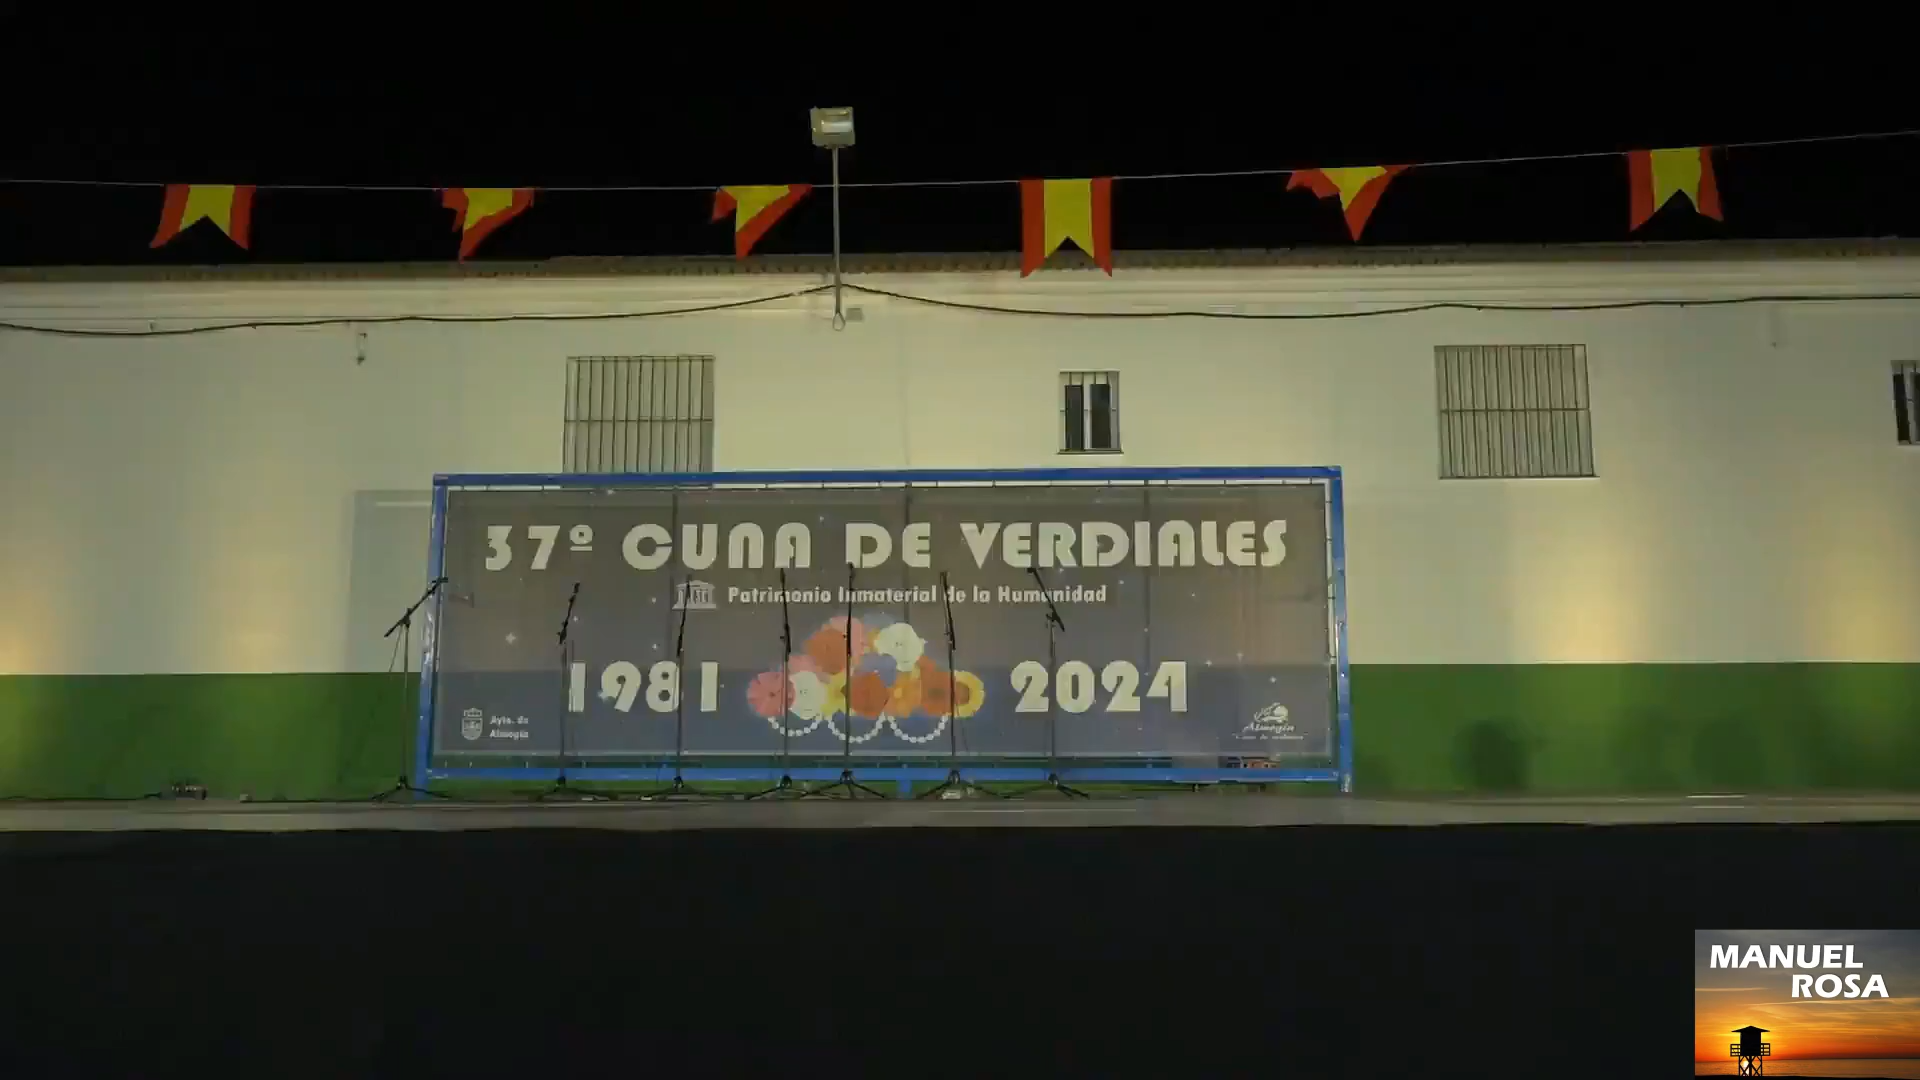 37º CUNA DE VERDIALES
Patrimonio Inmaterial de la Humanidad
1981
2024
Ayto. de
Almogía
Almogía
MANUEL
ROSA